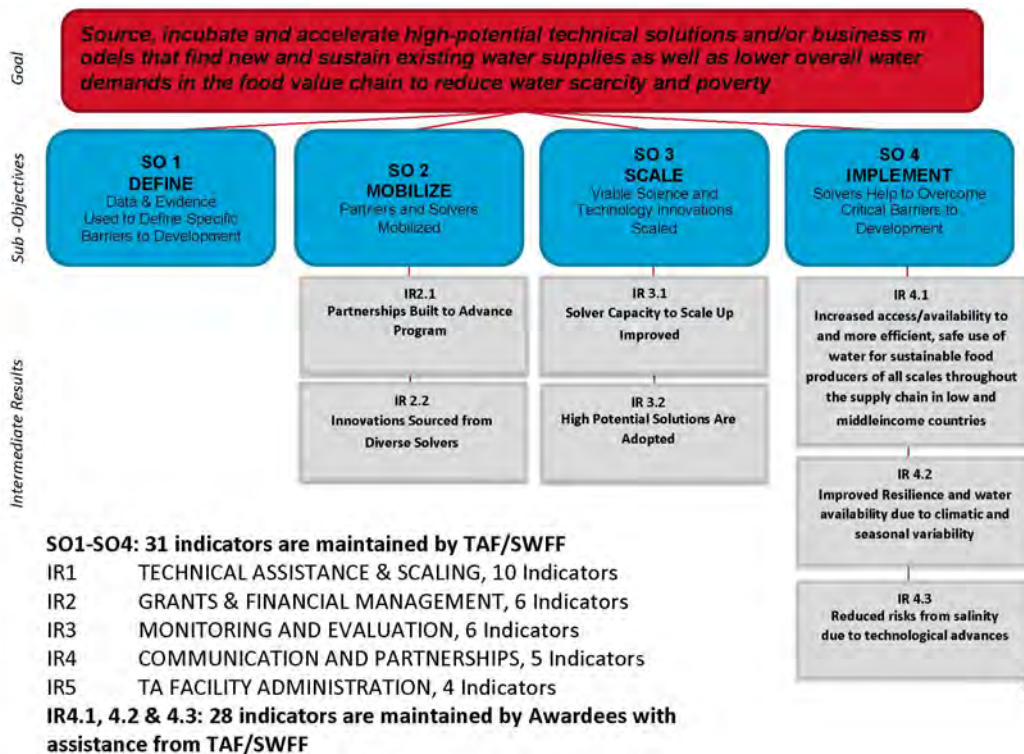 Goal
Source, incubate and accelerate high-potential technical solutions and/or business m
odels that find new and sustain existing water supplies as well as lower overall water
demands in the food value chain to reduce water scarcity and poverty
Sub -Objectives
SO 1
DEFINE
Data & Evidence
Used to Define Specific
Barriers to Development
SO 2
MOBILIZE
Partners and Solvers
Mobilized
SO 3
SCALE
Viable Science and
Technology Innovations
Scaled
SO 4
IMPLEMENT
Solvers Help to Overcome
Critical Barriers to
Development
Intermediate Results
IR2.1
Partnerships Built to Advance
Program
IR 2.2
Innovations Sourced from
Diverse Solvers
IR 3.1
Solver Capacity to Scale Up
Improved
IR 3.2
High Potential Solutions Are
Adopted
IR 4.1
Increased access/availability to
and more efficient, safe use of
water for sustainable food
producers of all scales throughout
the supply chain in low and
middleincome countries
IR 4.2
Improved Resilience and water
availability due to climatic and
seasonal variability
IR 4.3
Reduced risks from salinity
due to technological advances
SO1-SO4: 31 indicators are maintained by TAF/SWFF
IR1 TECHNICAL ASSISTANCE & SCALING, 10 Indicators
IR2 GRANTS & FINANCIAL MANAGEMENT, 6 Indicators
IR3 MONITORING AND EVALUATION, 6 Indicators
IR4 COMMUNICATION AND PARTNERSHIPS, 5 Indicators
IR5 TA FACILITY ADMINISTRATION, 4 Indicators
IR4.1, 4.2 & 4.3: 28 indicators are maintained by Awardees with
assistance from TAF/SWFF